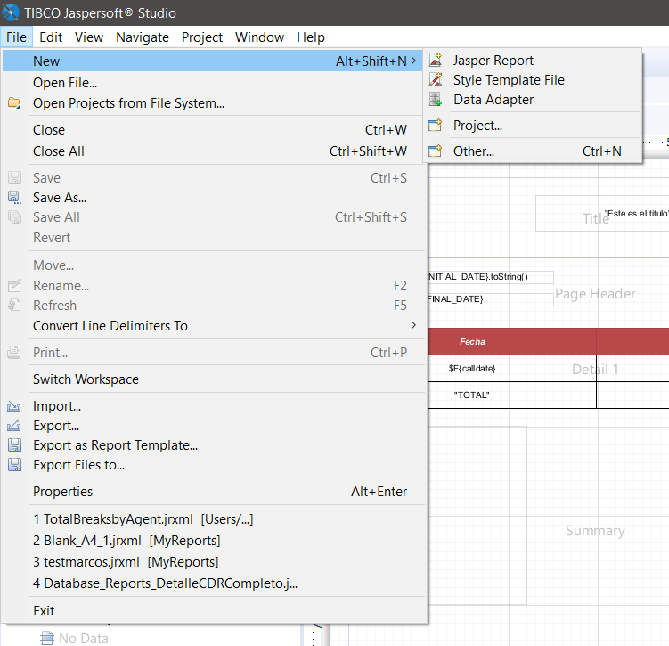 TIBCO Jaspersoft® Studio
File Edit View Navigate Project Window Help
New Alt+Shift+N
Open File...
Open Projects from File System...
Close Ctrl+W
Close All Ctrl+Shift+W
Save Ctrl+S
Save As...
Save All Ctrl+Shift+S
Revert
Move...
Rename... F2
Refresh F5
Convert Line Delimiters To
Print... Ctrl+P
Switch Workspace
Import...
Export...
Export as Report Template...
Export Files to...
Properties Alt+Enter
1 TotalBreaksbyAgent.jrxml [Users/...]
2 Blank_A4_1.jrxml [MyReports]
3 testmarcos.jrxml [MyReports]
4 Database_Reports_DetalleCDRCompleto.j...
Exit
No Data
Jasper Report
Style Template File
Data Adapter
Project...
Other... Ctrl+N
Title
"Este es el titulo"
NITIAL_DATE}.toString()
FINAL_DATE}
Page Header
Fecha
$F{calldate}
Detail 1
"TOTAL"
Summary